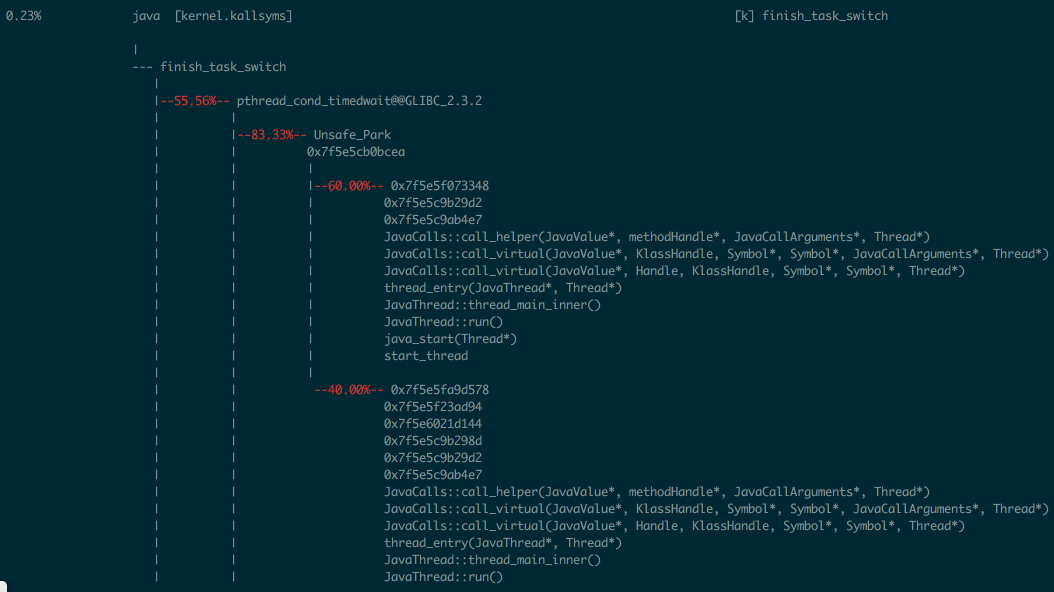 0.23% java [kernel.kallsyms] [k] finish_task_switch
|
--- finish_task_switch
|
|--55.56%-- pthread_cond_timedwait@@GLIBC_2.3.2
| |
| |--83.33%-- Unsafe_Park
| | 0x7f5e5cb0bcea
| | |
| | |--60.00%-- 0x7f5e5f073348
| | | 0x7f5e5c9b29d2
| | | 0x7f5e5c9ab4e7
| | | JavaCalls::call_helper(JavaValue*, methodHandle*, JavaCallArguments*, Thread*)
| | | JavaCalls::call_virtual(JavaValue*, KlassHandle, Symbol*, Symbol*, JavaCallArguments*, Thread*)
| | | JavaCalls::call_virtual(JavaValue*, Handle, KlassHandle, Symbol*, Symbol*, Thread*)
| | | thread_entry(JavaThread*, Thread*)
| | | JavaThread::thread_main_inner()
| | | JavaThread::run()
| | | java_start(Thread*)
| | | start_thread
| | |
| | --40.00%-- 0x7f5e5fa9d578
| | 0x7f5e5f23ad94
| | 0x7f5e6021d144
| | 0x7f5e5c9b298d
| | 0x7f5e5c9b29d2
| | 0x7f5e5c9ab4e7
| | JavaCalls::call_helper(JavaValue*, methodHandle*, JavaCallArguments*, Thread*)
| | JavaCalls::call_virtual(JavaValue*, KlassHandle, Symbol*, Symbol*, JavaCallArguments*, Thread*)
| | JavaCalls::call_virtual(JavaValue*, Handle, KlassHandle, Symbol*, Symbol*, Thread*)
| | thread_entry(JavaThread*, Thread*)
| | JavaThread::thread_main_inner()
| | JavaThread::run()